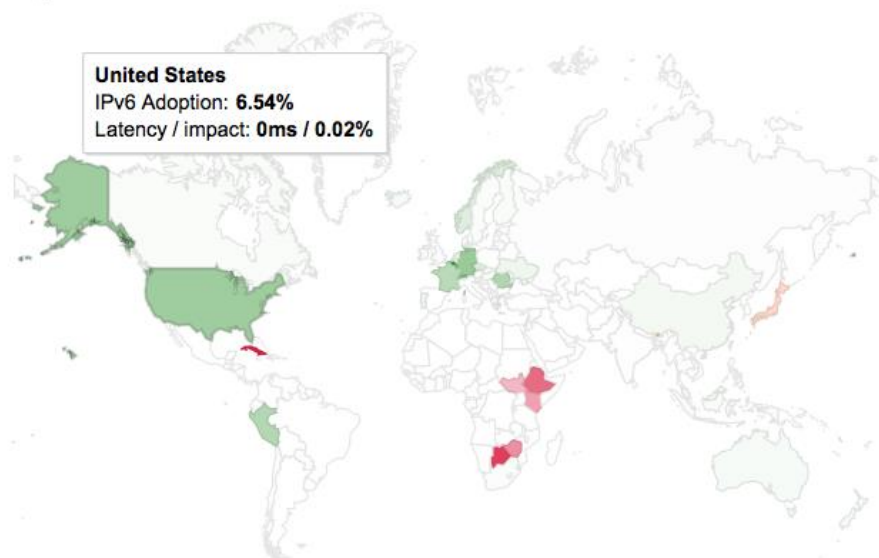 United States
IPv6 Adoption: 6.54%
Latency / impact: 0ms / 0.02%